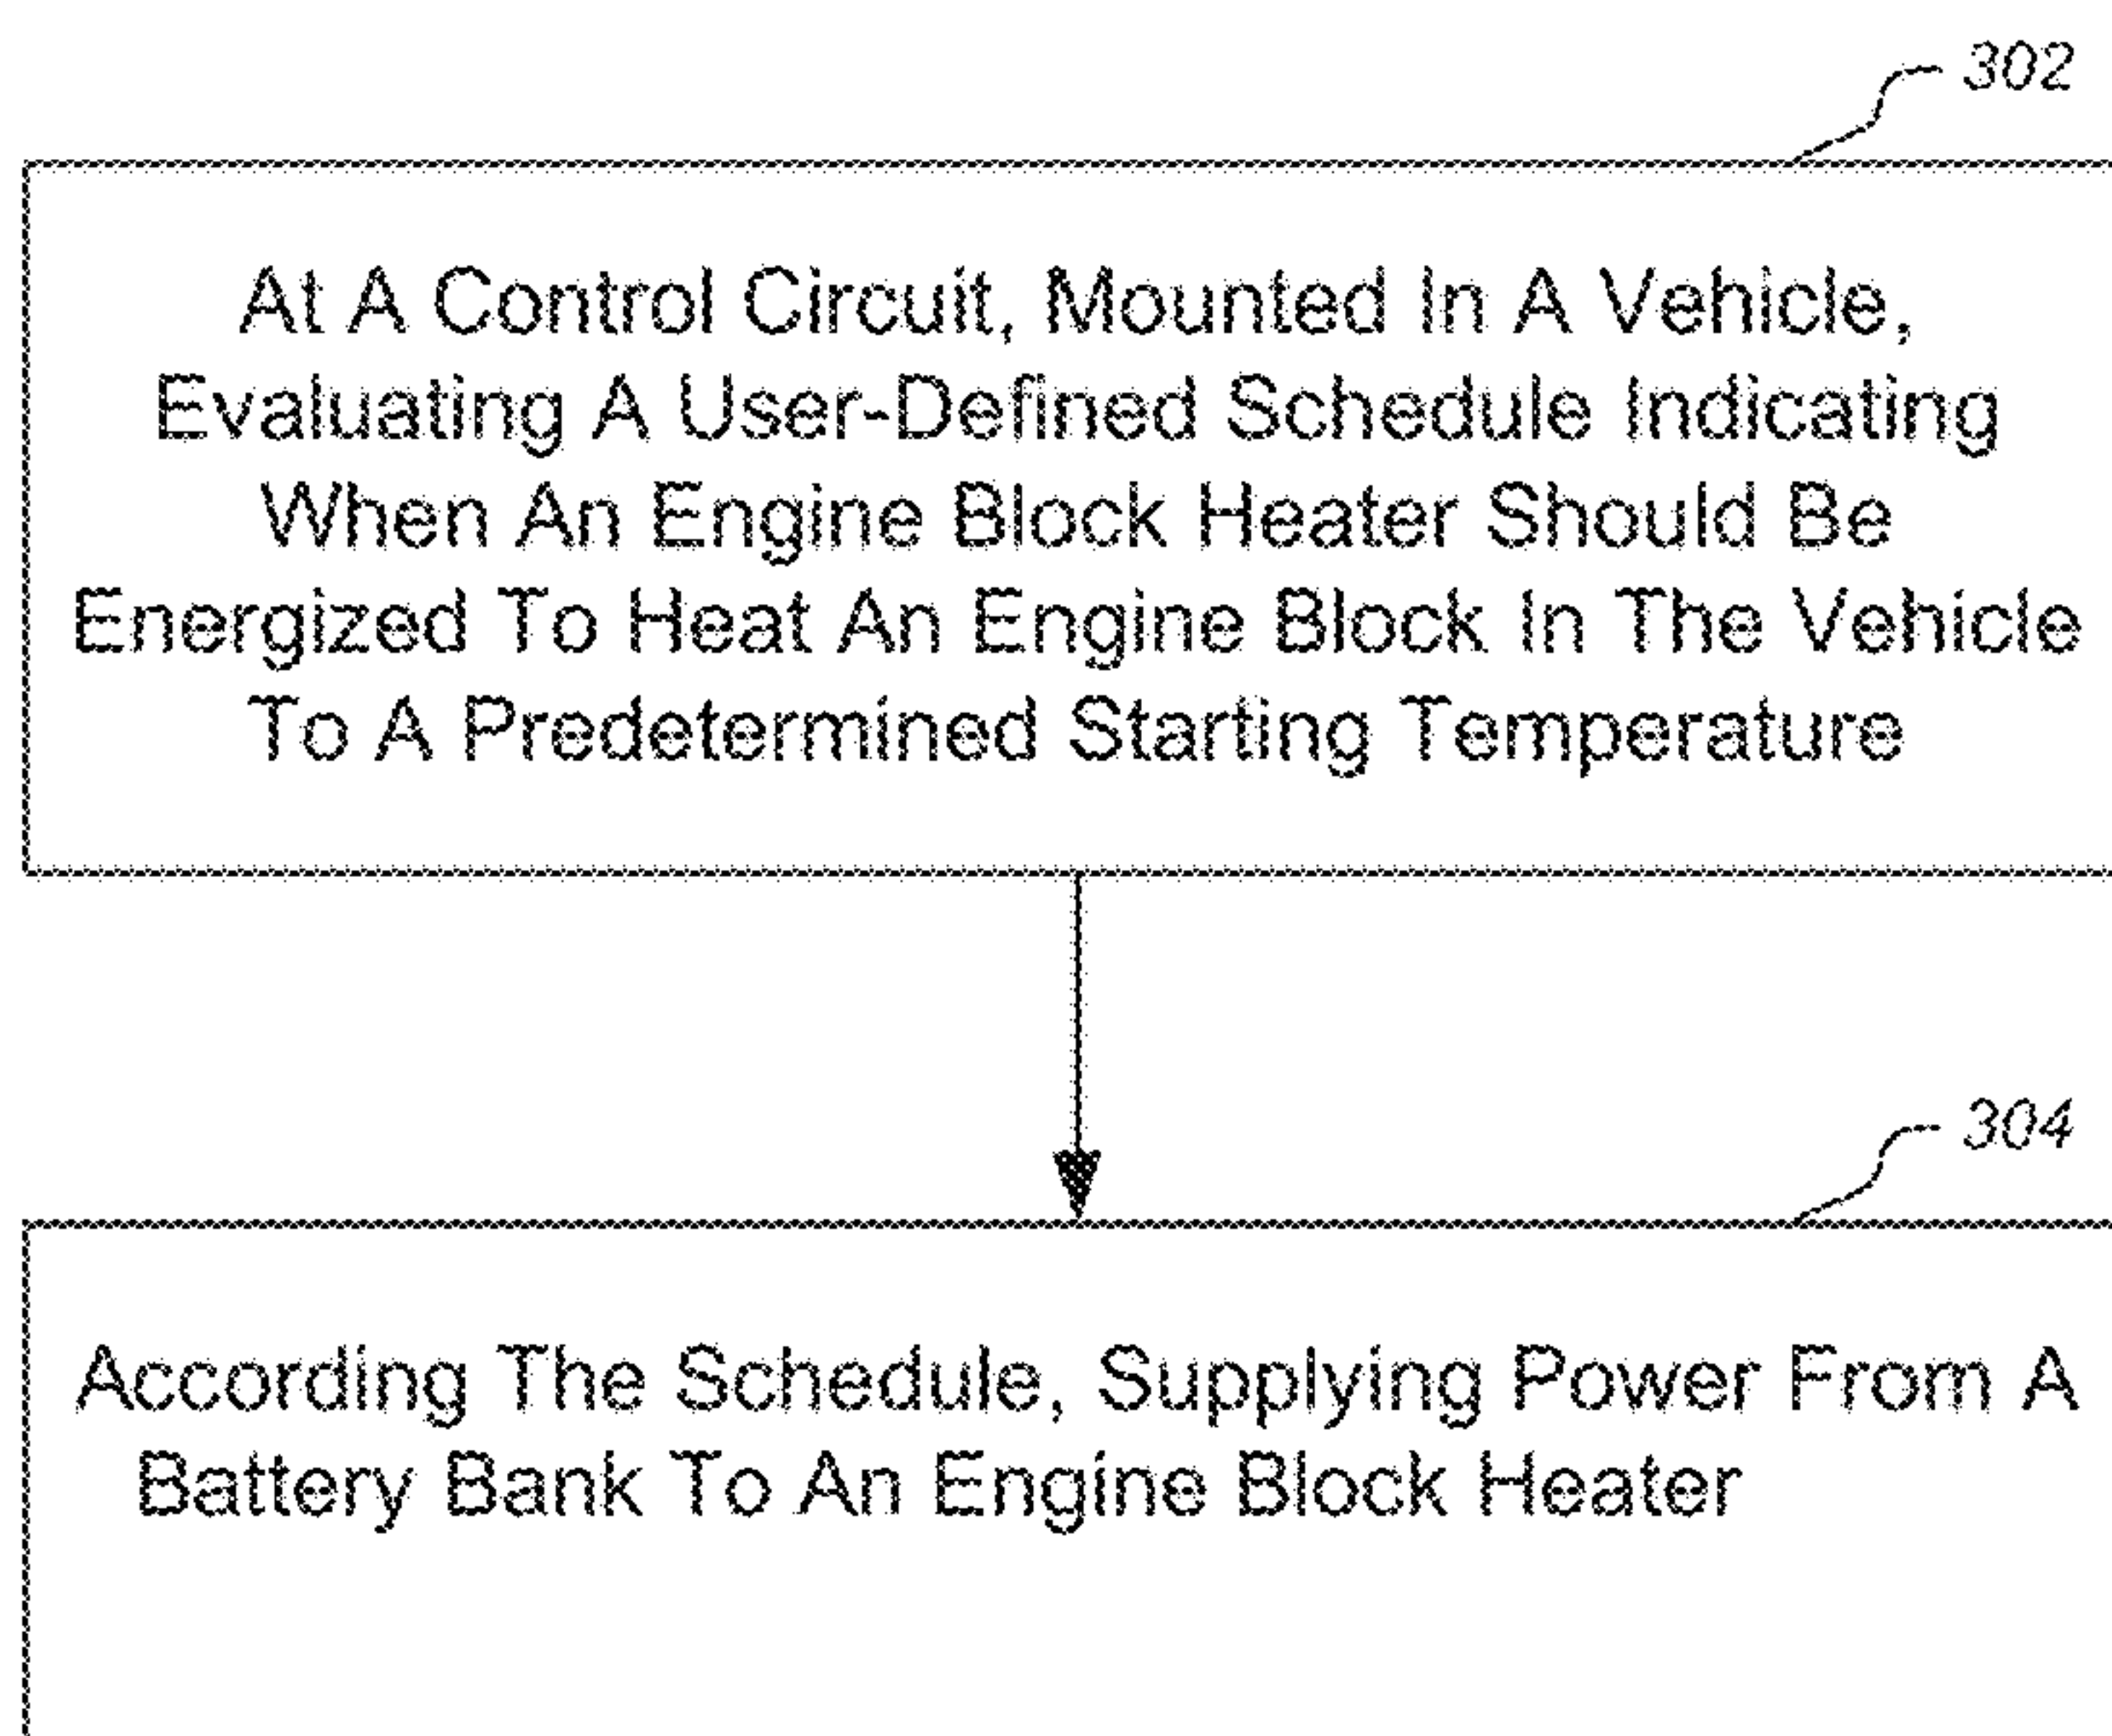 302
At A Control Circuit, Mounted In A Vehicle,
Evaluating A User-Defined Schedule Indicating
When An Engine Block Heater Should Be
Energized To Heat An Engine Block In The Vehicle
To A Predetermined Starting Temperature
304
According The Schedule, Supplying Power From A
Battery Bank To An Engine Block Heater